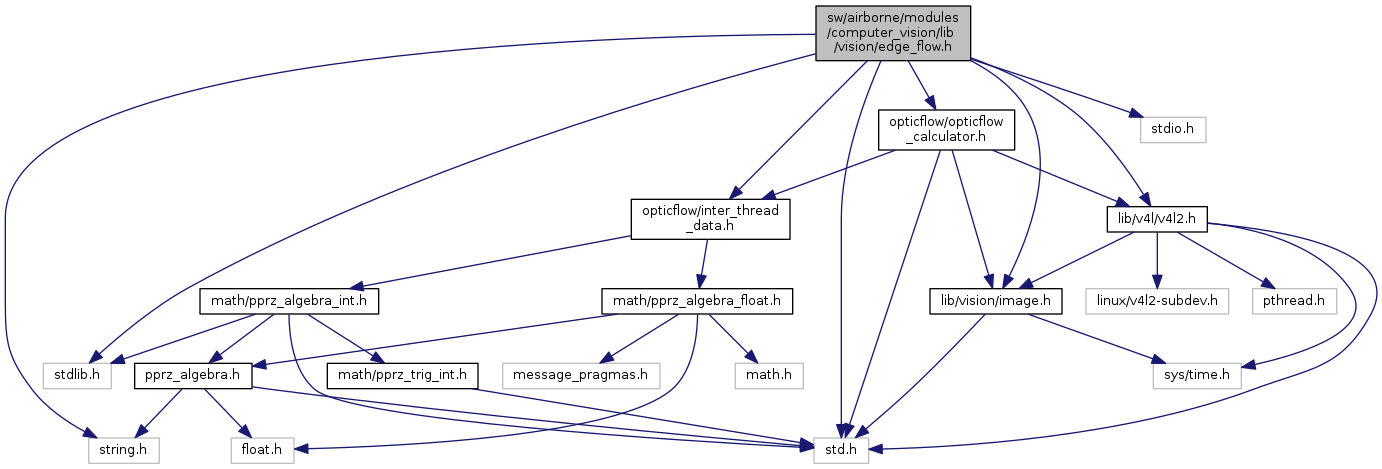 sw/airborne/modules
/computer_vision/lib
/vision/edge_flow.h
opticflow/opticflow
_calculator.h
stdio.h
opticflow/inter_thread
_data.h
lib/v4l/v4l2.h
math/pprz_algebra_int.h
math/pprz_algebra_float.h
lib/vision/image.h
linux/v4l2-subdev.h
pthread.h
stdlib.h
pprz_algebra.h
math/pprz_trig_int.h
message_pragmas.h
math.h
sys/time.h
string.h
float.h
std.h